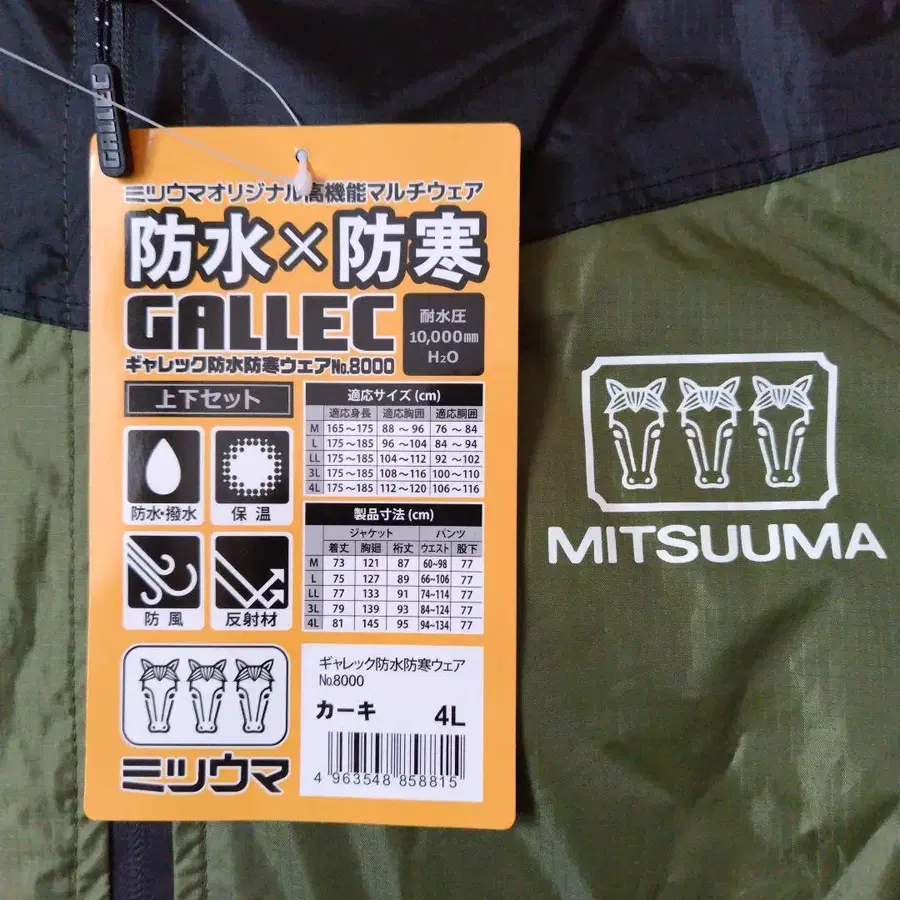 GALLEC
ミツウマオリジナル高機能マルチウェア
防水×防寒
GALLEC
耐水圧
10,000㎜
H₂O
ギャレック防水防寒ウェア№8000
上下セット
防水・撥水
保温
防風
反射材
適応サイズ(cm)
適応身長 適応胸囲 適応胴囲
M 165～175 88～96 76～84
L 175～185 96～104 84～94
LL 175～185 104～112 92～102
3L 175～185 108～116 100～110
4L 175～185 112～120 106～116
製品寸法(cm)
ジャケット パンツ
着丈 胸廻 裄丈 ウエスト 股下
M 73 121 87 60~98 77
L 75 127 89 66~106 77
LL 77 133 91 74~114 77
3L 79 139 93 84~124 77
4L 81 145 95 94~134 77
ミツウマ
ギャレック防水防寒ウェア
№8000
カーキ 4L
4 963548 858815
MITSUUMA